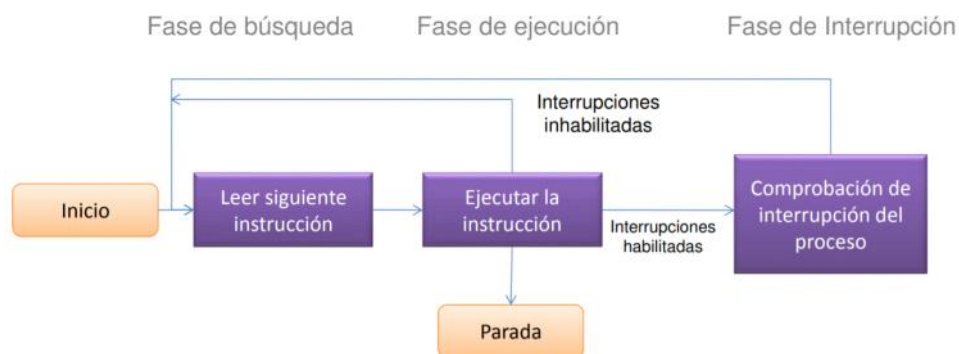 Fase de búsqueda
Fase de ejecución
Fase de Interrupción
Interrupciones
inhabilitadas
Inicio
Leer siguiente
instrucción
Ejecutar la
instrucción
Interrupciones
habilitadas
Comprobación de
interrupción del
proceso
Parada